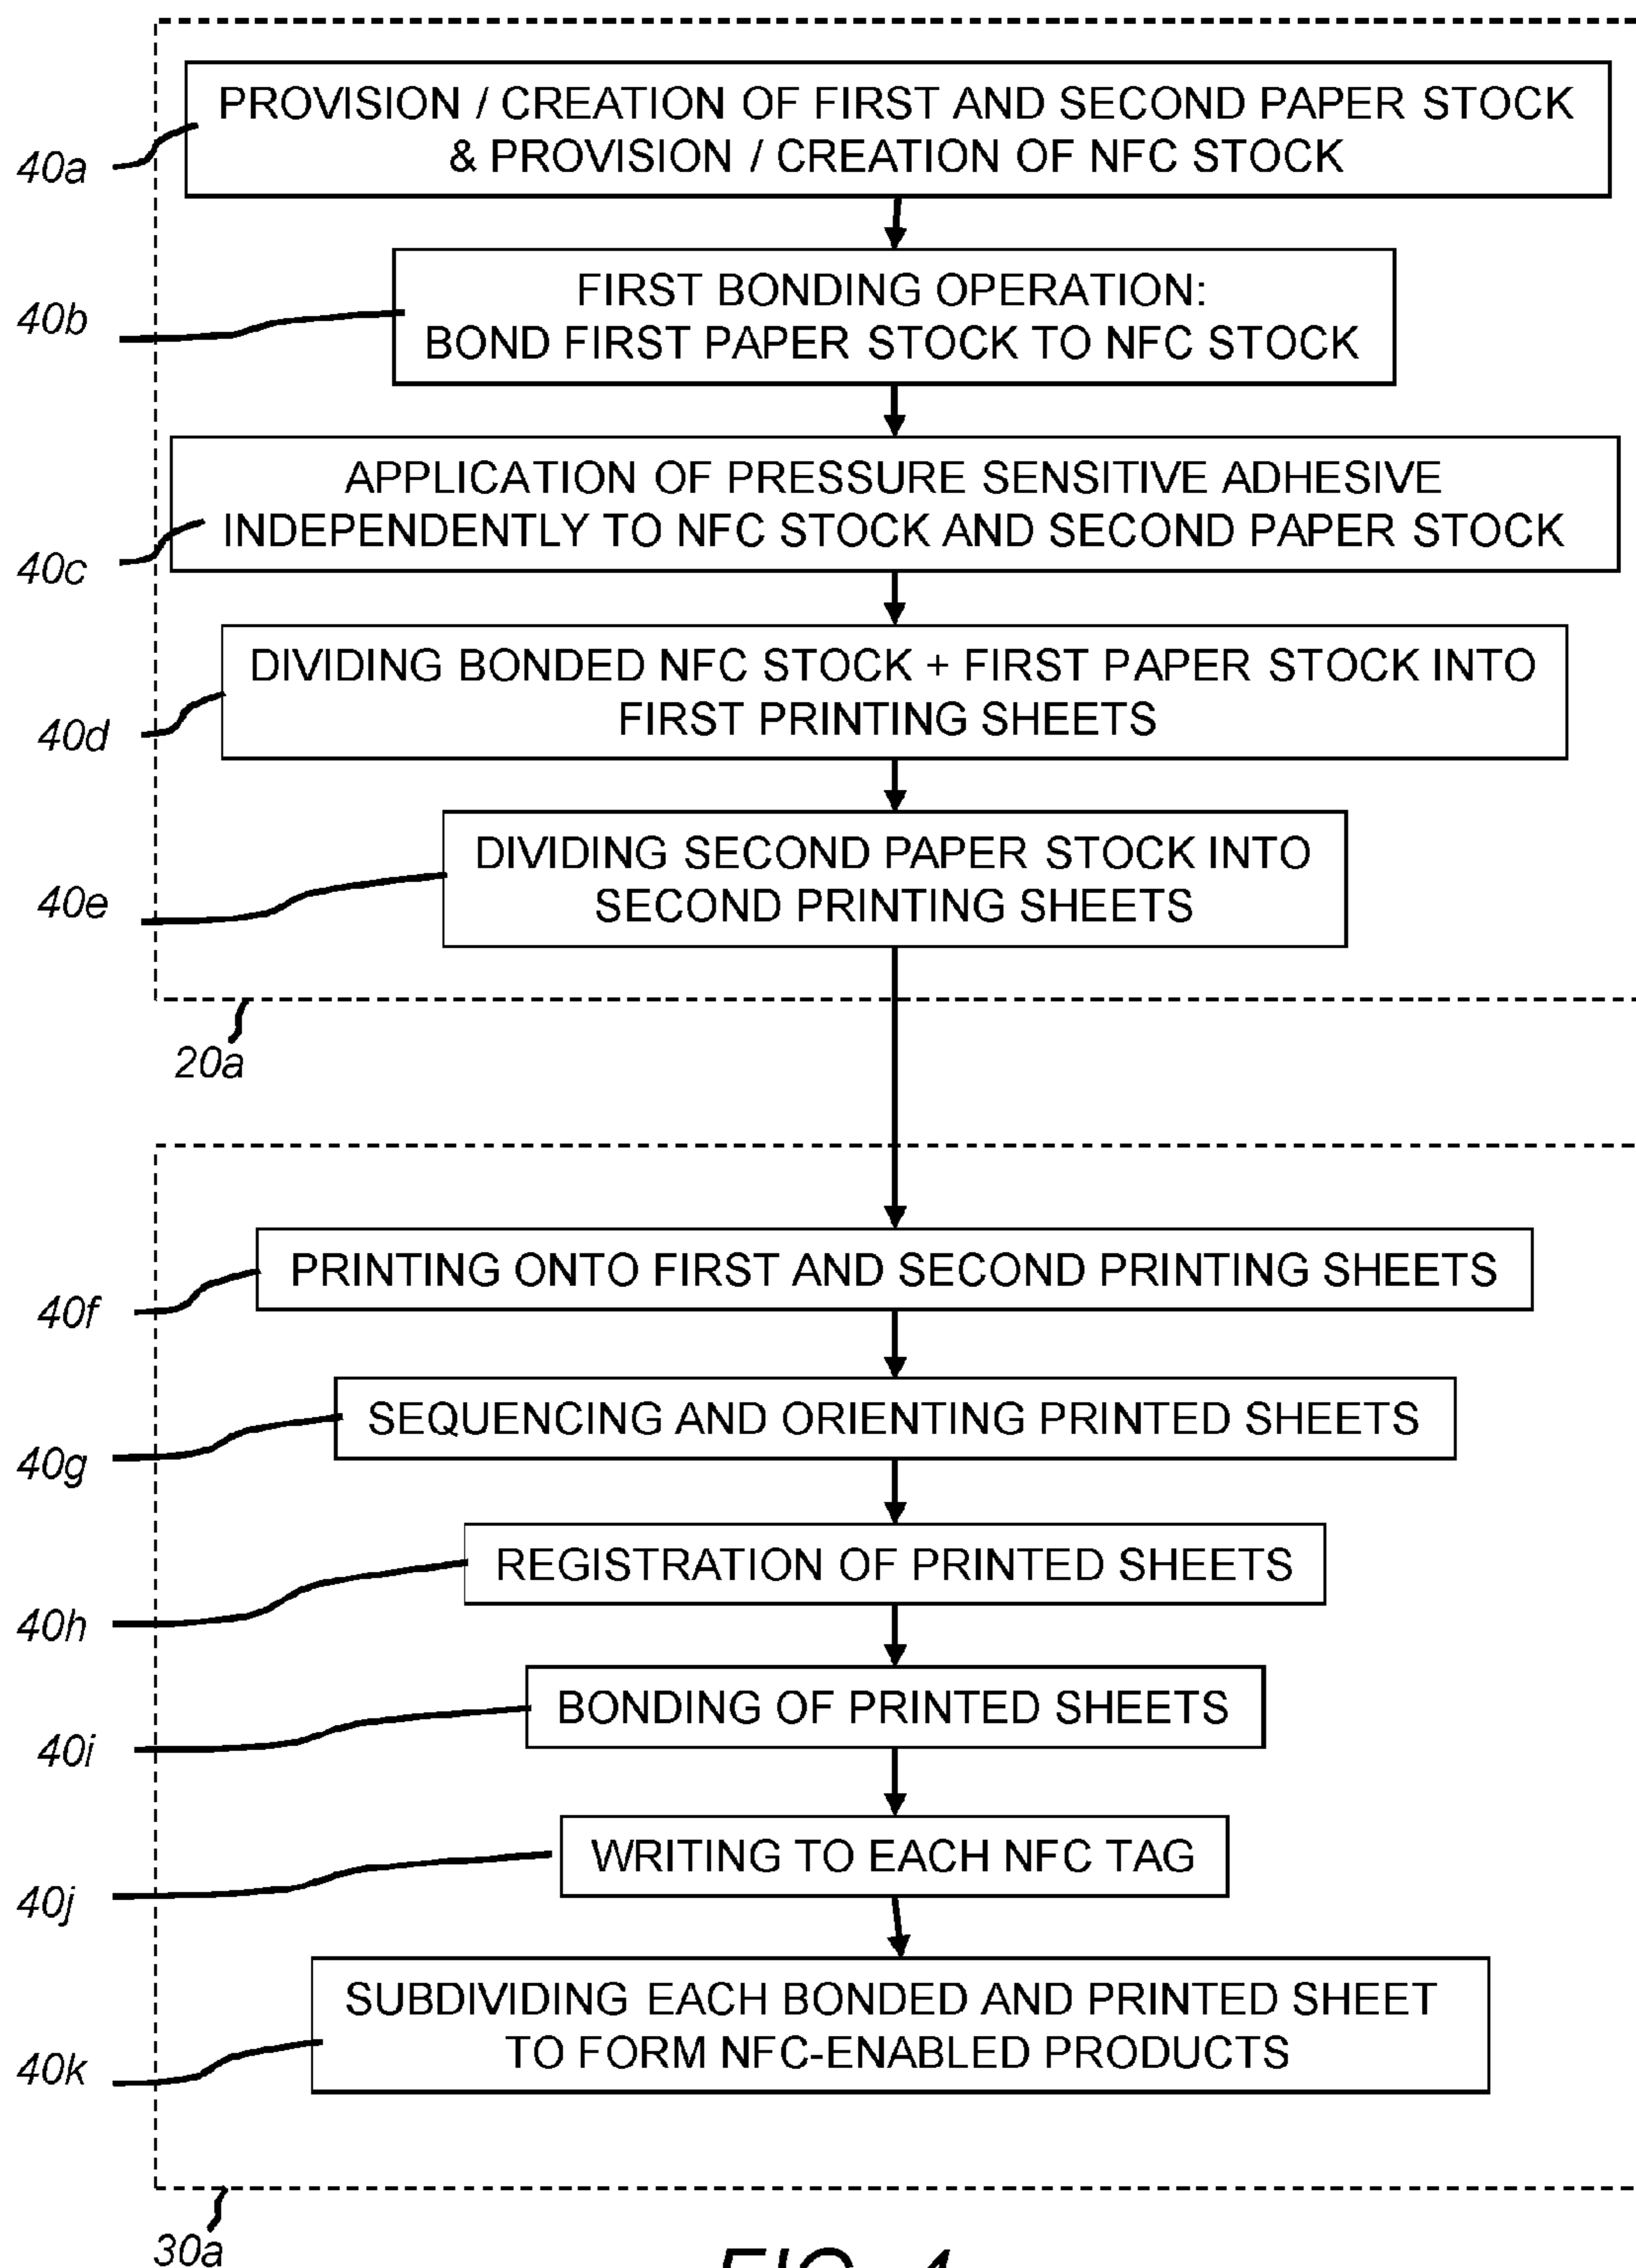 PROVISION / CREATION OF FIRST AND SECOND PAPER STOCK
& PROVISION / CREATION OF NFC STOCK
40a
FIRST BONDING OPERATION:
BOND FIRST PAPER STOCK TO NFC STOCK
40b
APPLICATION OF PRESSURE SENSITIVE ADHESIVE
INDEPENDENTLY TO NFC STOCK AND SECOND PAPER STOCK
40c
DIVIDING BONDED NFC STOCK + FIRST PAPER STOCK INTO
FIRST PRINTING SHEETS
40d
DIVIDING SECOND PAPER STOCK INTO
SECOND PRINTING SHEETS
40e
20a
PRINTING ONTO FIRST AND SECOND PRINTING SHEETS
40f
SEQUENCING AND ORIENTING PRINTED SHEETS
40g
REGISTRATION OF PRINTED SHEETS
40h
BONDING OF PRINTED SHEETS
40i
WRITING TO EACH NFC TAG
40j
SUBDIVIDING EACH BONDED AND PRINTED SHEET
TO FORM NFC-ENABLED PRODUCTS
40k
30a